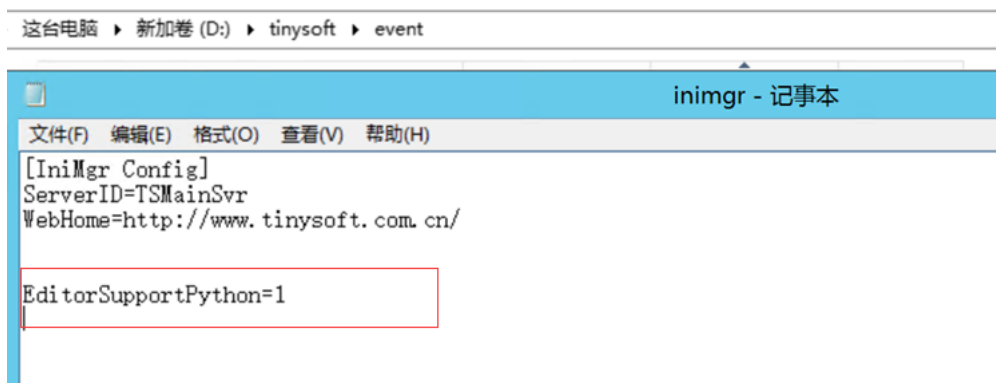 这台电脑 ▸ 新加卷 (D:) ▸ tinysoft ▸ event
inimgr - 记事本
文件(F) 编辑(E) 格式(O) 查看(V) 帮助(H)
[IniMgr Config]
ServerID=TSMainSvr
WebHome=http://www.tinysoft.com.cn/
EditorSupportPython=1